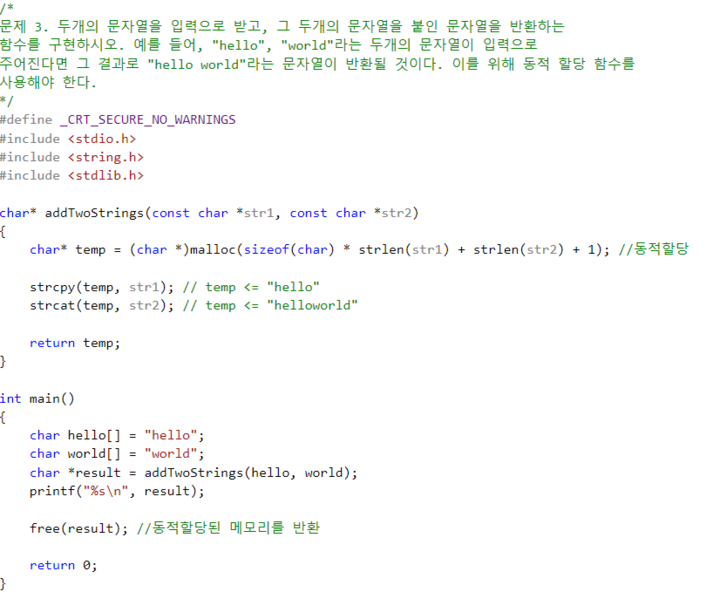 /*
문제 3. 두개의 문자열을 입력으로 받고, 그 두개의 문자열을 붙인 문자열을 반환하는
함수를 구현하시오. 예를 들어, "hello", "world"라는 두개의 문자열이 입력으로
주어진다면 그 결과로 "hello world"라는 문자열이 반환될 것이다. 이를 위해 동적 할당 함수를
사용해야 한다.
*/
#define _CRT_SECURE_NO_WARNINGS
#include <stdio.h>
#include <string.h>
#include <stdlib.h>

char* addTwoStrings(const char *str1, const char *str2)
{
    char* temp = (char *)malloc(sizeof(char) * strlen(str1) + strlen(str2) + 1); //동적할당

    strcpy(temp, str1); // temp <= "hello"
    strcat(temp, str2); // temp <= "helloworld"

    return temp;
}

int main()
{
    char hello[] = "hello";
    char world[] = "world";
    char *result = addTwoStrings(hello, world);
    printf("%s\n", result);

    free(result); //동적할당된 메모리를 반환

    return 0;
}